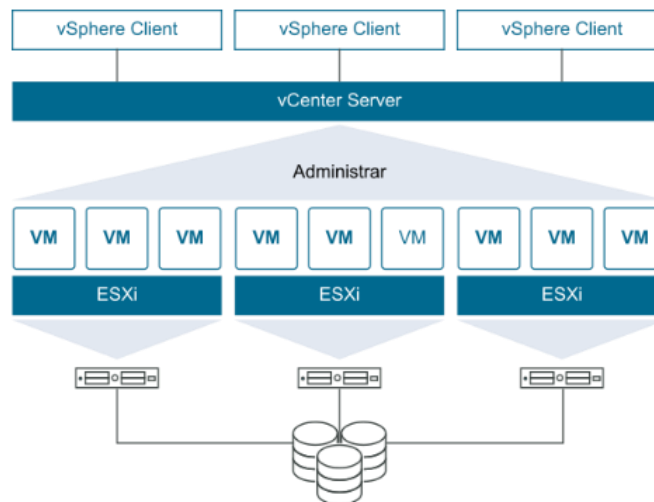 vSphere Client
vSphere Client
vSphere Client
vCenter Server
Administrar
VM
VM
VM
VM
VM
VM
VM
VM
VM
ESXi
ESXi
ESXi